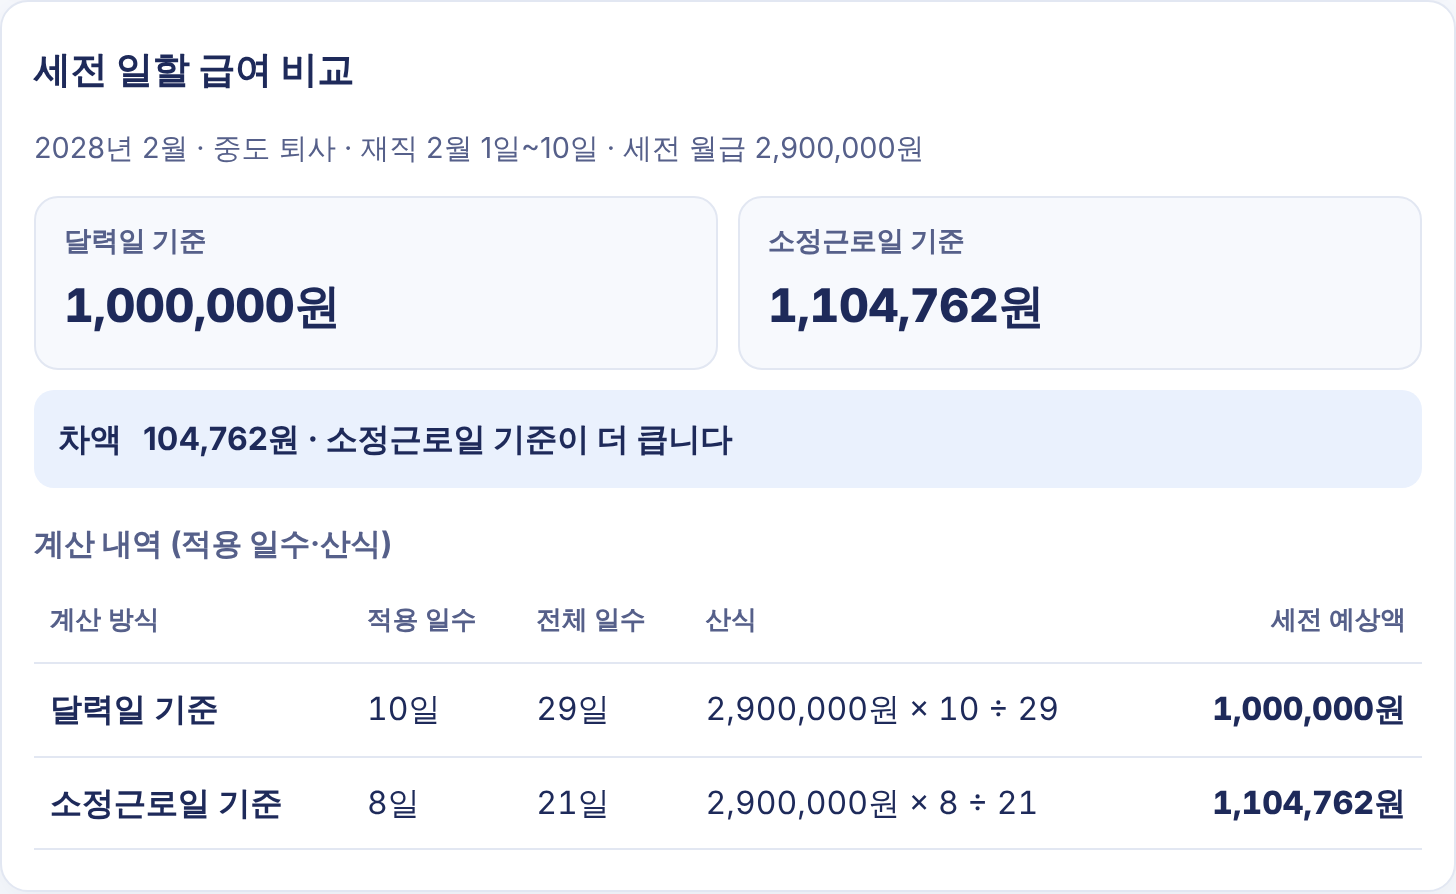 세전 일할 급여 비교
2028년 2월 · 중도 퇴사 · 재직 2월 1일~10일 · 세전 월급 2,900,000원
달력일 기준
1,000,000원
소정근로일 기준
1,104,762원
차액 104,762원 · 소정근로일 기준이 더 큽니다
계산 내역 (적용 일수·산식)
계산 방식 적용 일수 전체 일수 산식 세전 예상액
달력일 기준 10일 29일 2,900,000원 × 10 ÷ 29 1,000,000원
소정근로일 기준 8일 21일 2,900,000원 × 8 ÷ 21 1,104,762원